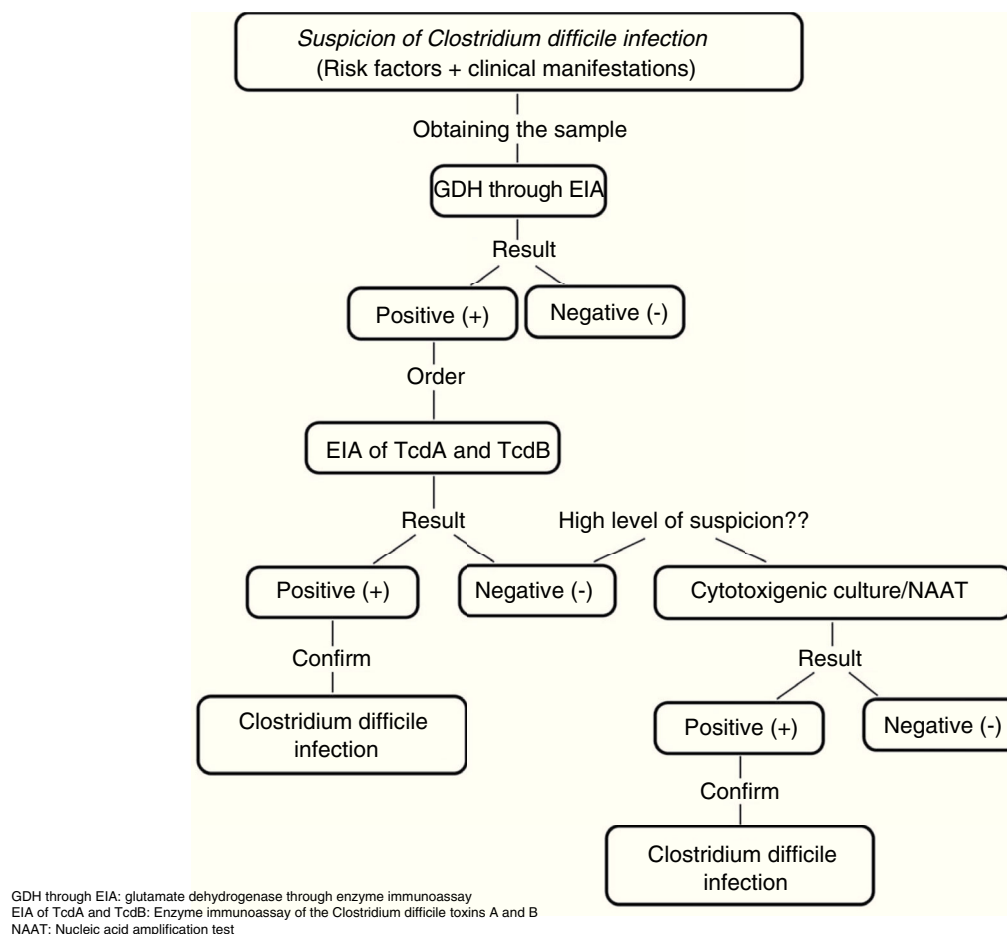 Suspicion of Clostridium difficile infection
(Risk factors + clinical manifestations)
Obtaining the sample
GDH through EIA
Result
Positive (+)
Negative (-)
Order
EIA of TcdA and TcdB
Result
High level of suspicion??
Positive (+)
Negative (-)
Cytotoxigenic culture/NAAT
Confirm
Result
Clostridium difficile
infection
Positive (+)
Negative (-)
Confirm
Clostridium difficile
infection
GDH through EIA: glutamate dehydrogenase through enzyme immunoassay
EIA of TcdA and TcdB: Enzyme immunoassay of the Clostridium difficile toxins A and B
NAAT: Nucleic acid amplification test